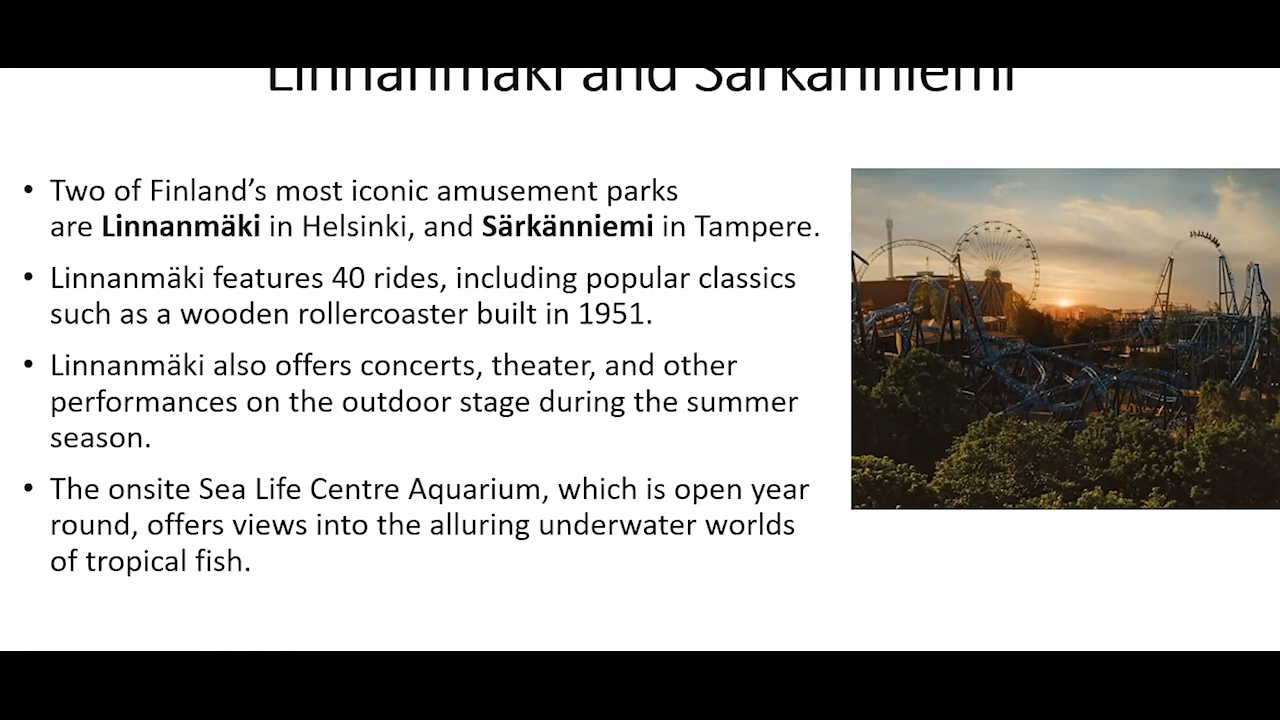 Linnanmäki and Särkänniemi
• Two of Finland’s most iconic amusement parks
are Linnanmäki in Helsinki, and Särkänniemi in Tampere.
• Linnanmäki features 40 rides, including popular classics
such as a wooden rollercoaster built in 1951.
• Linnanmäki also offers concerts, theater, and other
performances on the outdoor stage during the summer
season.
• The onsite Sea Life Centre Aquarium, which is open year
round, offers views into the alluring underwater worlds
of tropical fish.